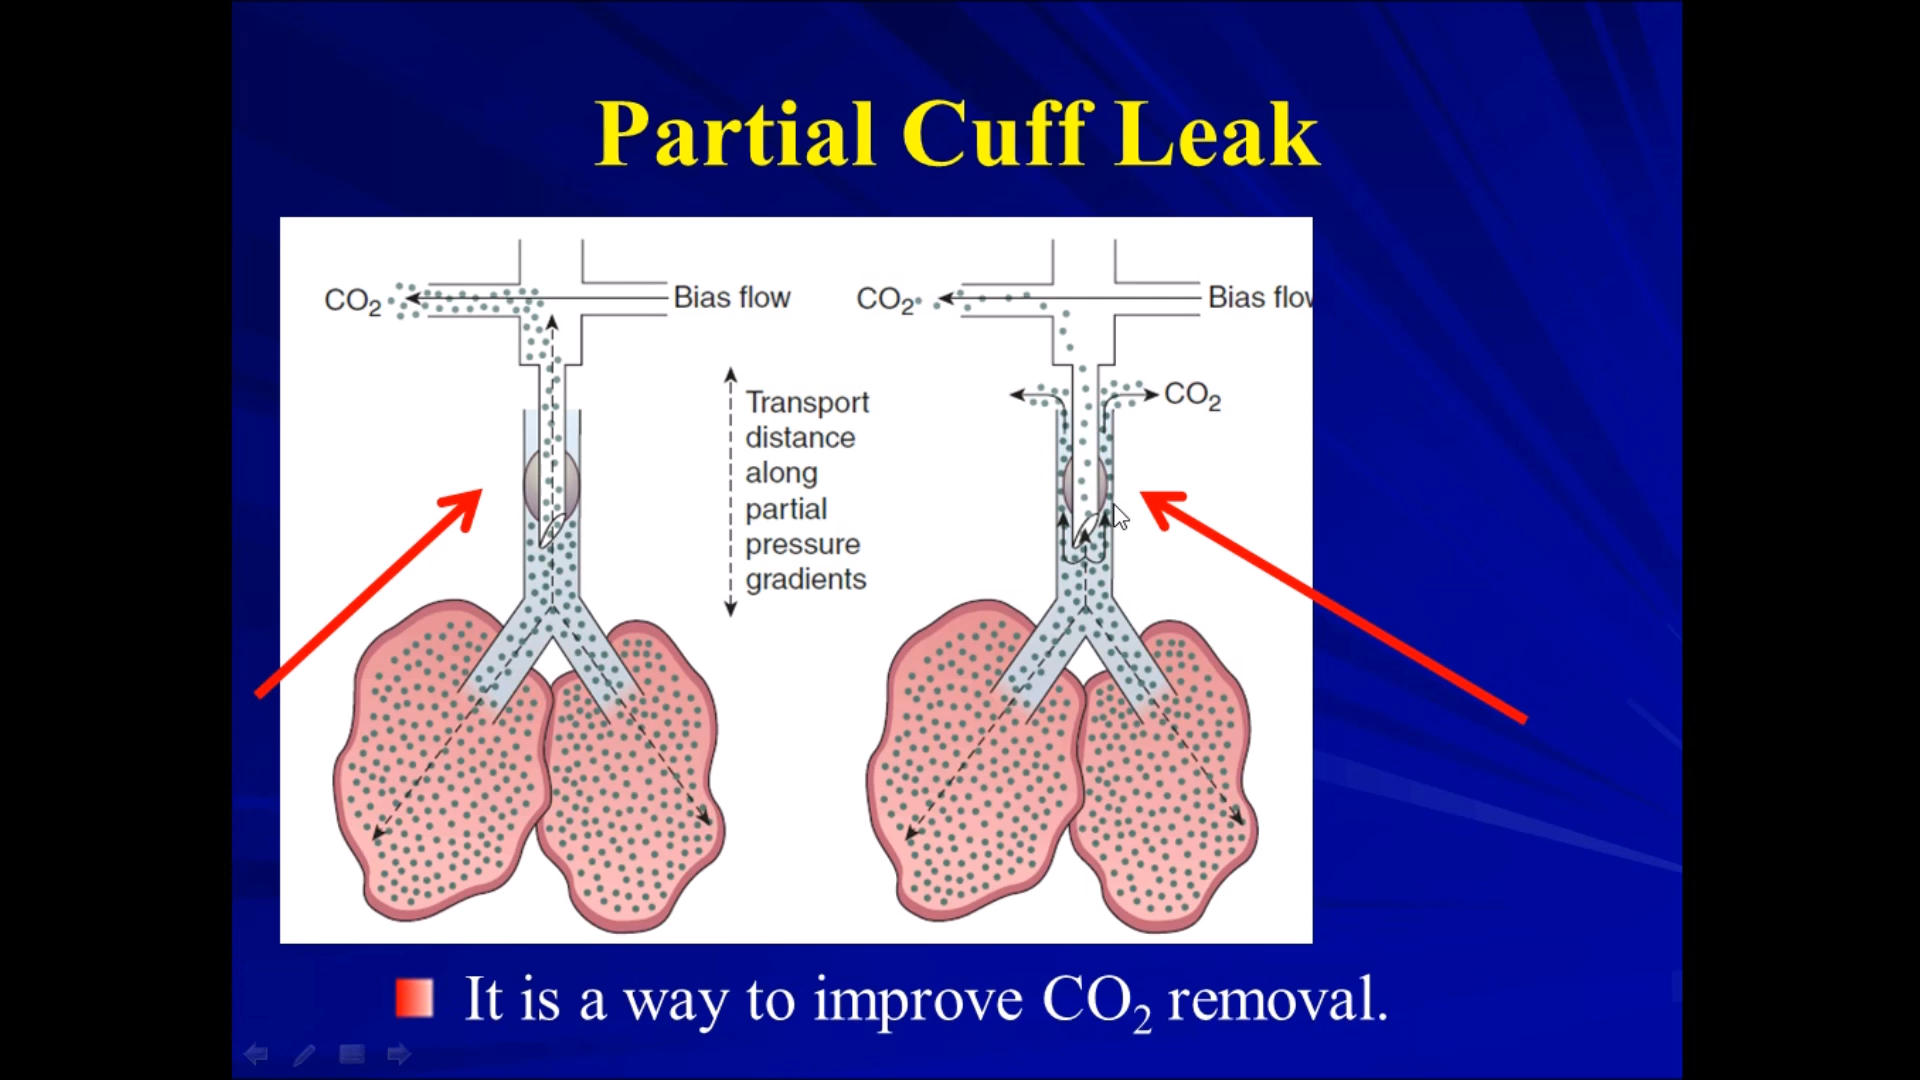 Partial Cuff Leak
CO₂
Bias flow
Transport
distance
along
partial
pressure
gradients
CO₂
Bias flow
CO₂
It is a way to improve CO₂ removal.